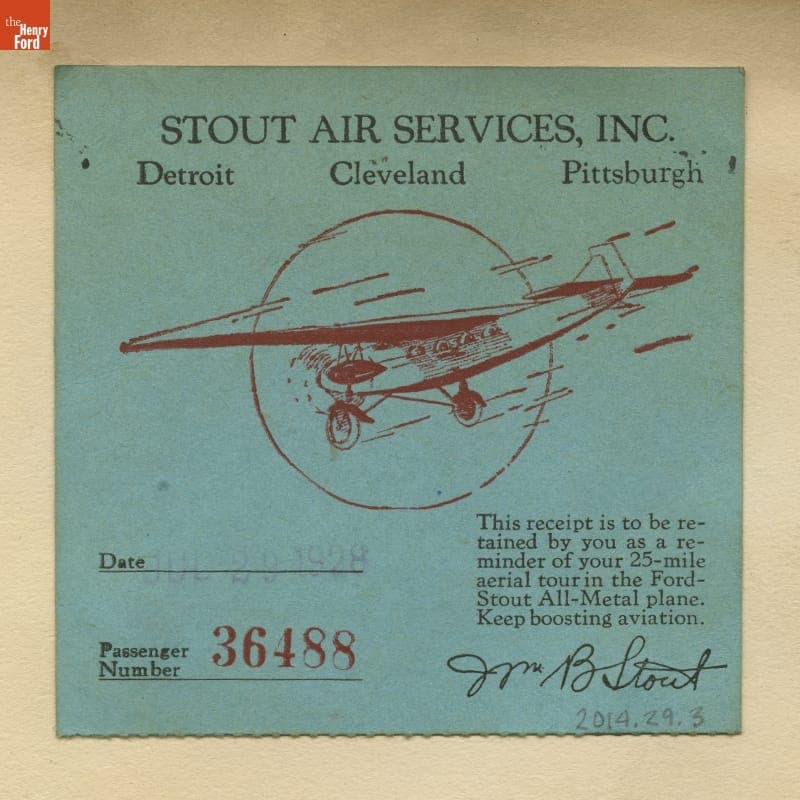 the
Henry
Ford
STOUT AIR SERVICES, INC.
Detroit Cleveland Pittsburgh
This receipt is to be re-
tained by you as a re-
minder of your 25-mile
aerial tour in the Ford-
Stout All-Metal plane.
Keep boosting aviation.
Date JUL 29 1928
Passenger
Number 36488
Wm B Stout
2014.29.3